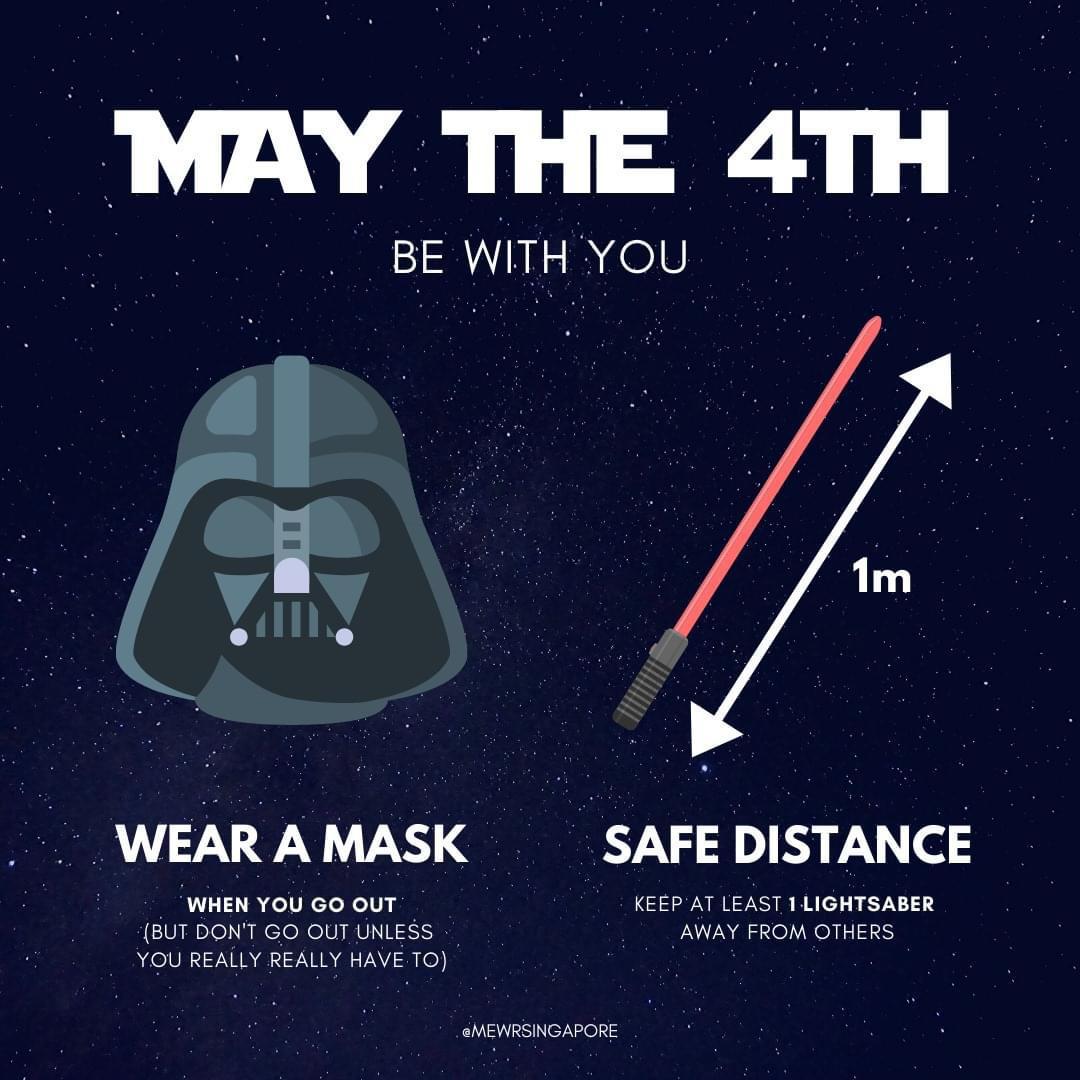 MAY THE 4TH
BE WITH YOU
1m
WEAR A MASK
WHEN YOU GO OUT
(BUT DON'T GO OUT UNLESS
YOU REALLY REALLY HAVE TO)
SAFE DISTANCE
KEEP AT LEAST 1 LIGHTSABER
AWAY FROM OTHERS
@MEWRSINGAPORE